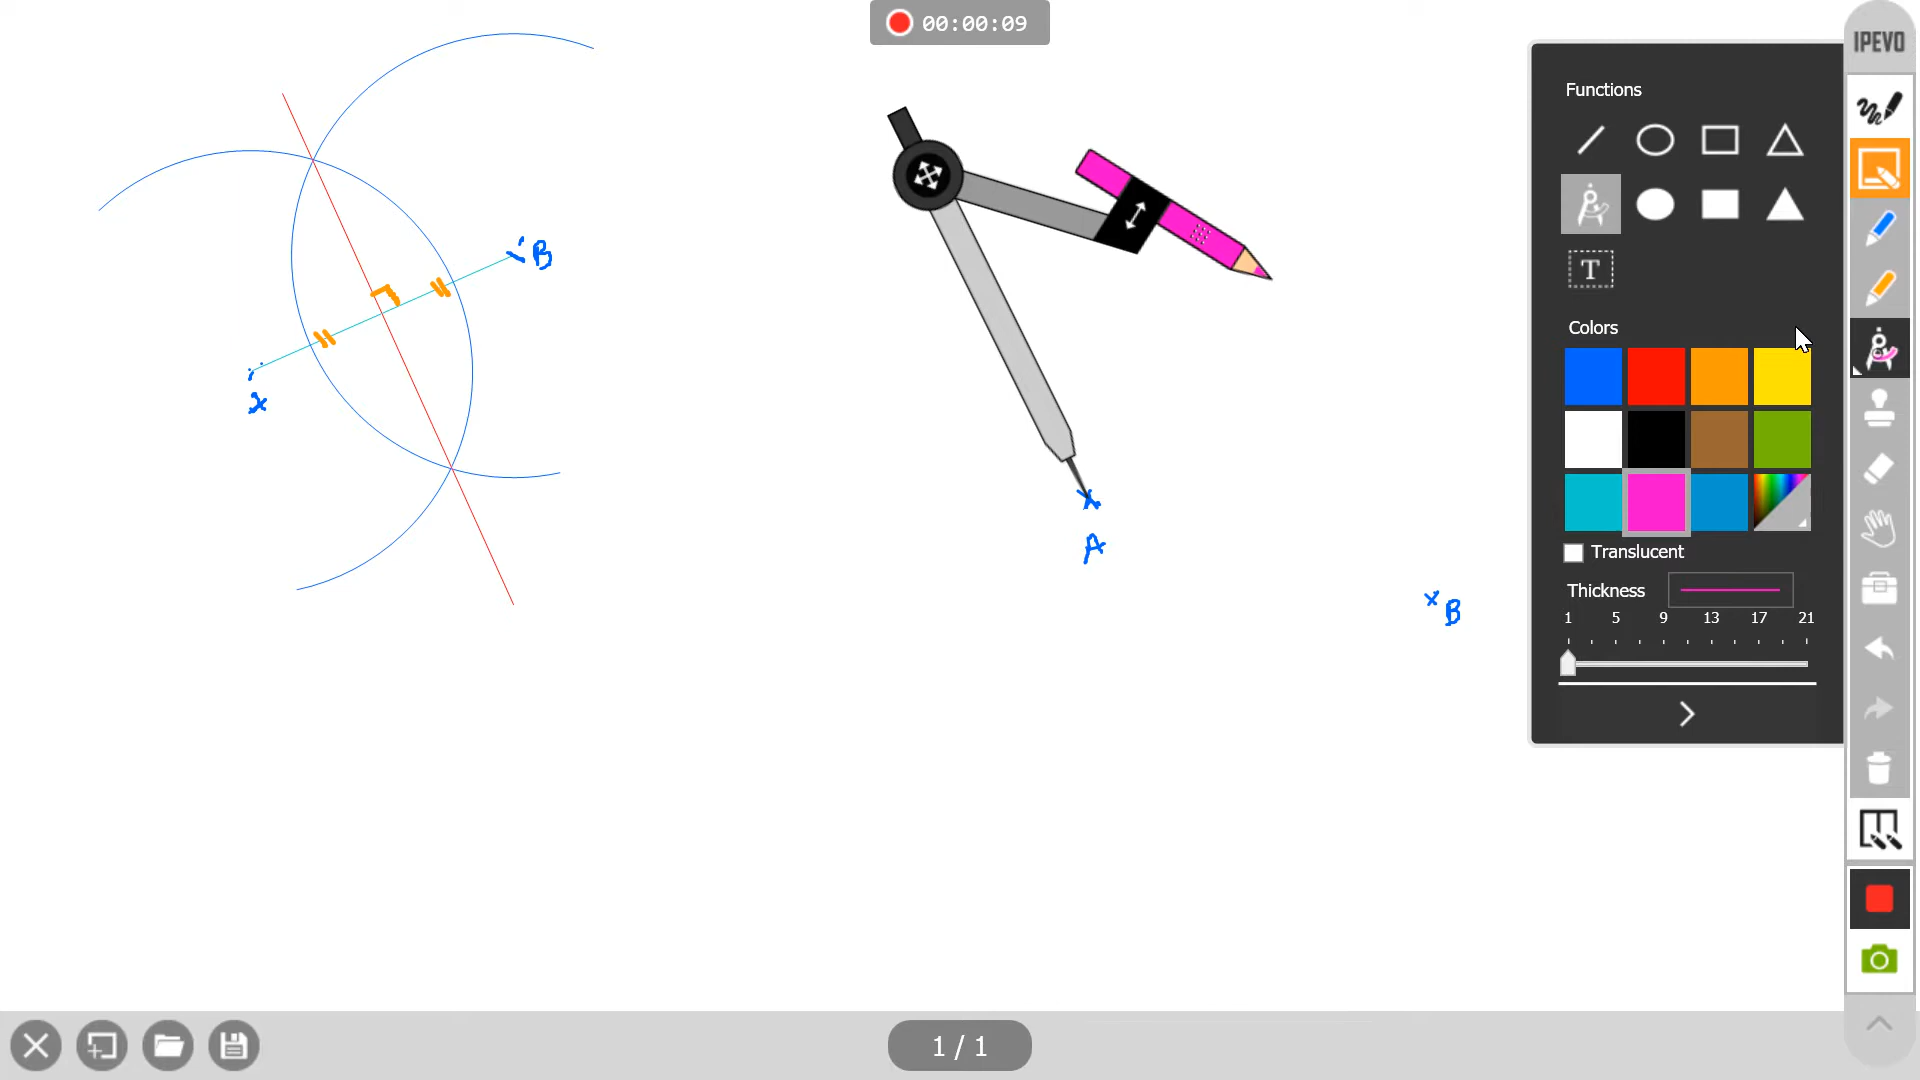 00:00:09
IPEVO
Functions
T
B
x
Colors
A
Translucent
Thickness
1 5 9 13 17 21
x B
1 / 1